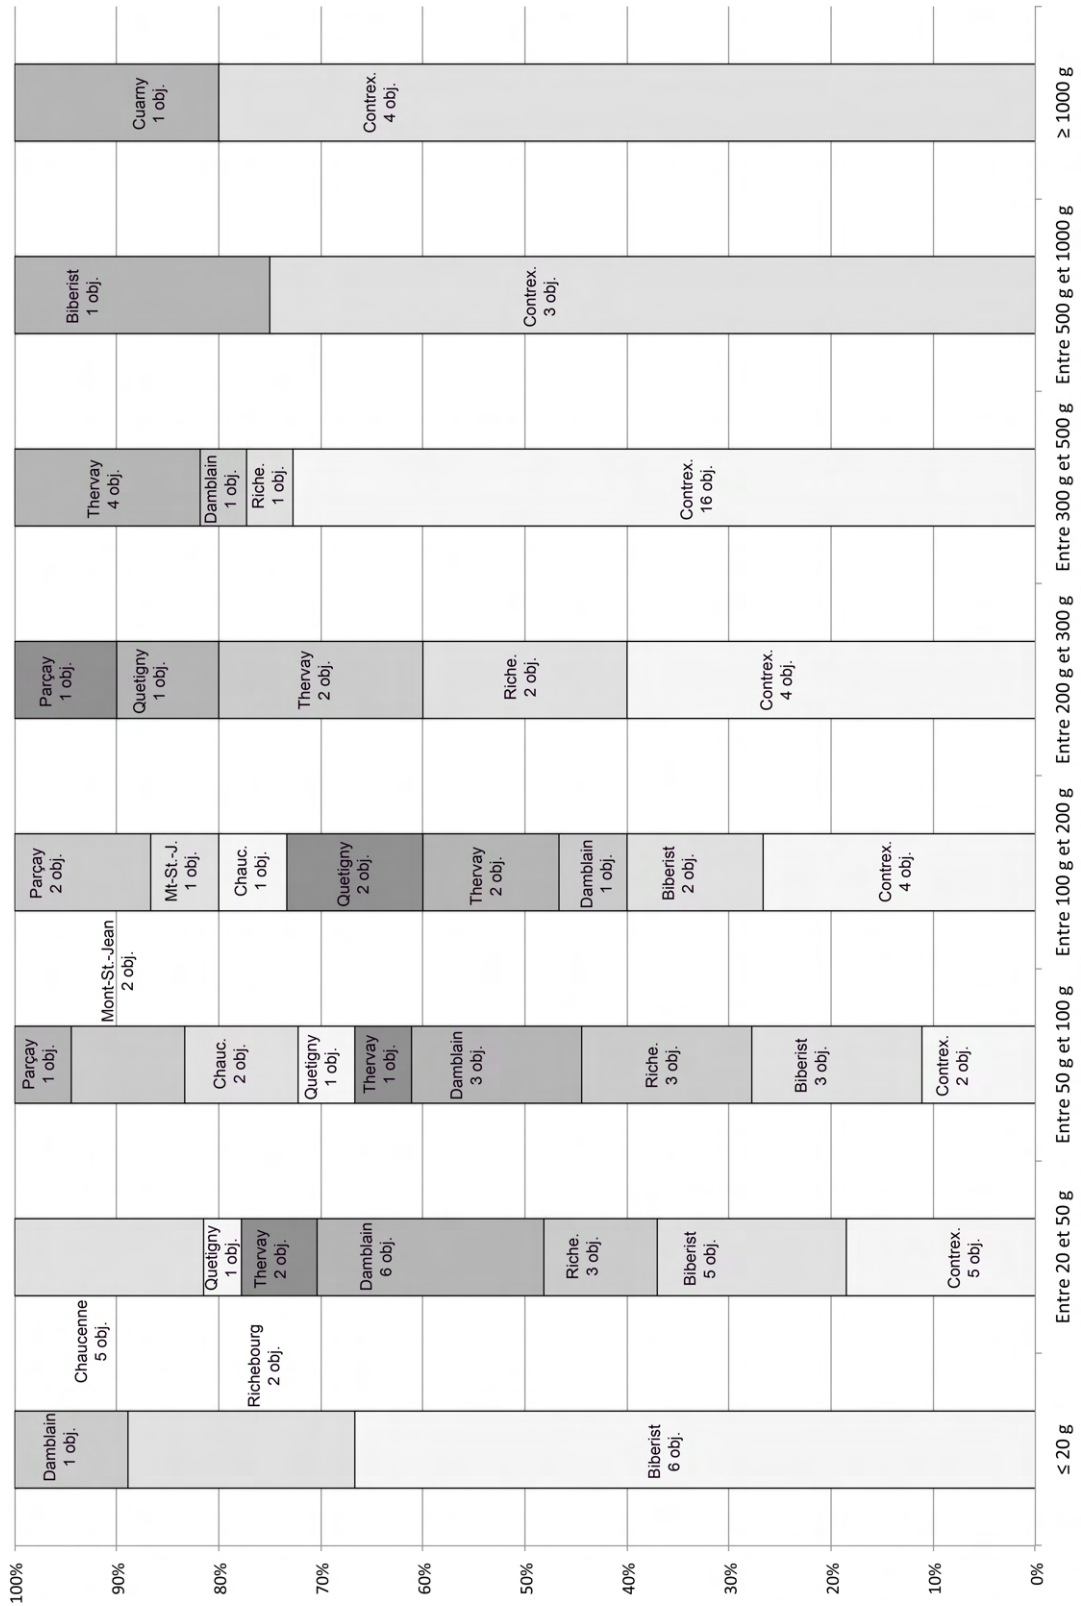 100%
90%
80%
70%
60%
50%
40%
30%
20%
10%
0%
Damblain
1 obj.
Richebourg
2 obj.
Biberist
6 obj.
Chaucenne
5 obj.
Quetigny
1 obj.
Thervay
2 obj.
Damblain
6 obj.
Riche.
3 obj.
Biberist
5 obj.
Contrex.
5 obj.
Parçay
1 obj.
Mont-St.-Jean
2 obj.
Chauc.
2 obj.
Quetigny
1 obj.
Thervay
1 obj.
Damblain
3 obj.
Riche.
3 obj.
Biberist
3 obj.
Contrex.
2 obj.
Parçay
2 obj.
Mt-St.-J.
1 obj.
Chauc.
1 obj.
Quetigny
2 obj.
Thervay
2 obj.
Damblain
1 obj.
Biberist
2 obj.
Contrex.
4 obj.
Parçay
1 obj.
Quetigny
1 obj.
Thervay
2 obj.
Riche.
2 obj.
Contrex.
4 obj.
Thervay
4 obj.
Damblain
1 obj.
Riche.
1 obj.
Contrex.
16 obj.
Biberist
1 obj.
Contrex.
3 obj.
Cuarny
1 obj.
Contrex.
4 obj.
≤ 20 g
Entre 20 et 50 g
Entre 50 g et 100 g
Entre 100 g et 200 g
Entre 200 g et 300 g
Entre 300 g et 500 g
Entre 500 g et 1000 g
≥ 1000 g